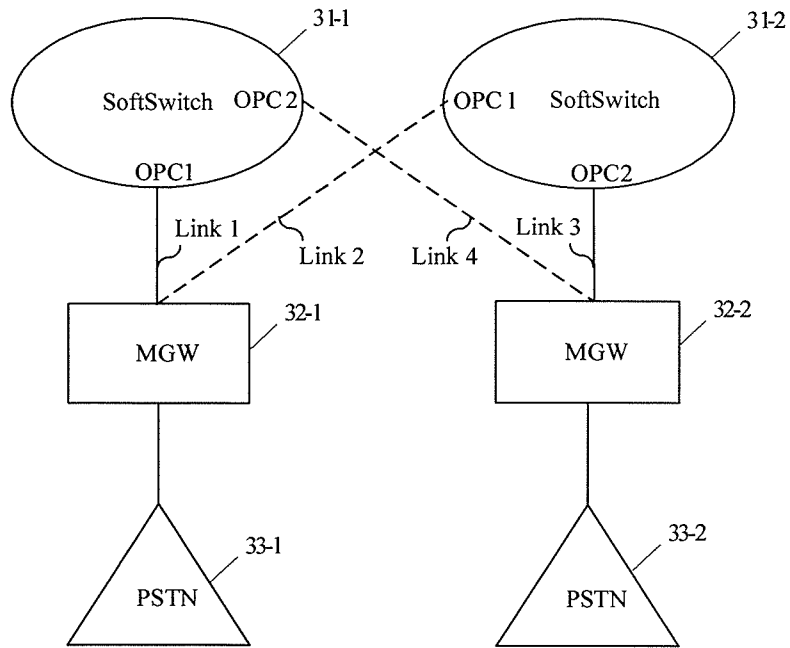 31-1
31-2
SoftSwitch OPC 2
OPC 1 SoftSwitch
OPC1
OPC2
Link 1
Link 2
Link 4
Link 3
32-1
32-2
MGW
MGW
33-1
33-2
PSTN
PSTN